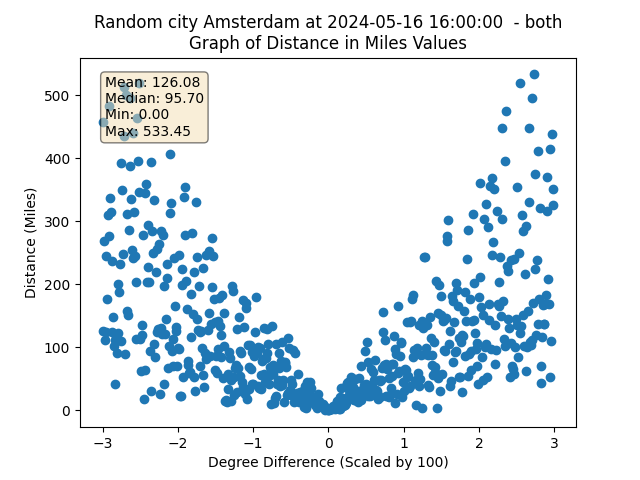 Random city Amsterdam at 2024-05-16 16:00:00  - both
Graph of Distance in Miles Values
Mean: 126.08
Median: 95.70
Min: 0.00
Max: 533.45
Distance (Miles)
500
400
300
200
100
0
−3 −2 −1 0 1 2 3
Degree Difference (Scaled by 100)